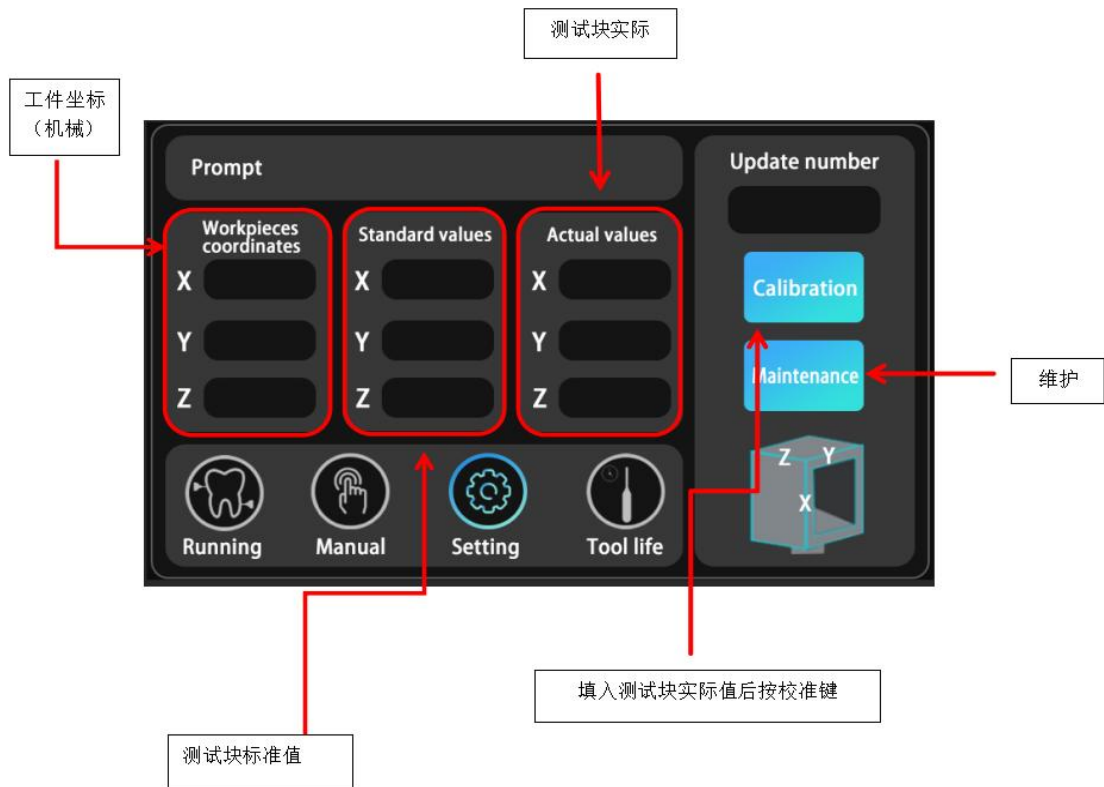 测试块实际
工件坐标
（机械）
Prompt
Update number
Workpieces
coordinates
Standard values
Actual values
X
X
X
Calibration
Y
Y
Y
Maintenance
维护
Z
Z
Z
Z
Y
X
Running
Manual
Setting
Tool life
填入测试块实际值后按校准键
测试块标准值